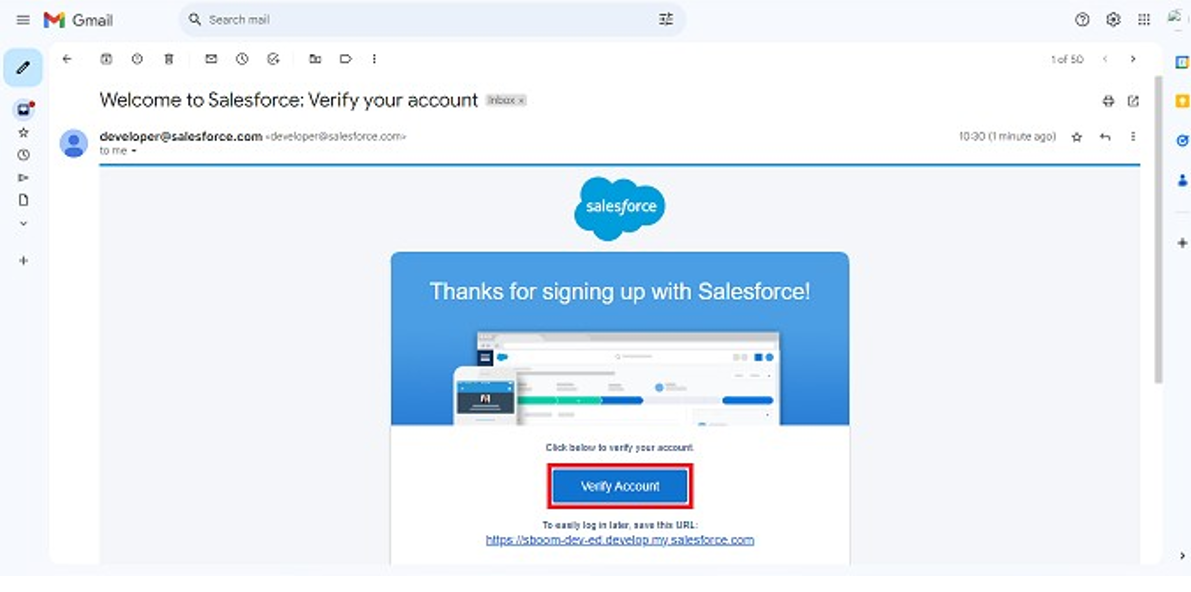 Gmail
Search mail
1 of 50
Welcome to Salesforce: Verify your account Inbox ×
developer@salesforce.com <developer@salesforce.com>
10:30 (1 minute ago)
to me
salesforce
Thanks for signing up with Salesforce!
Click below to verify your account.
Verify Account
To easily log in later, save this URL:
https://sboom-dev-ed.develop.my.salesforce.com